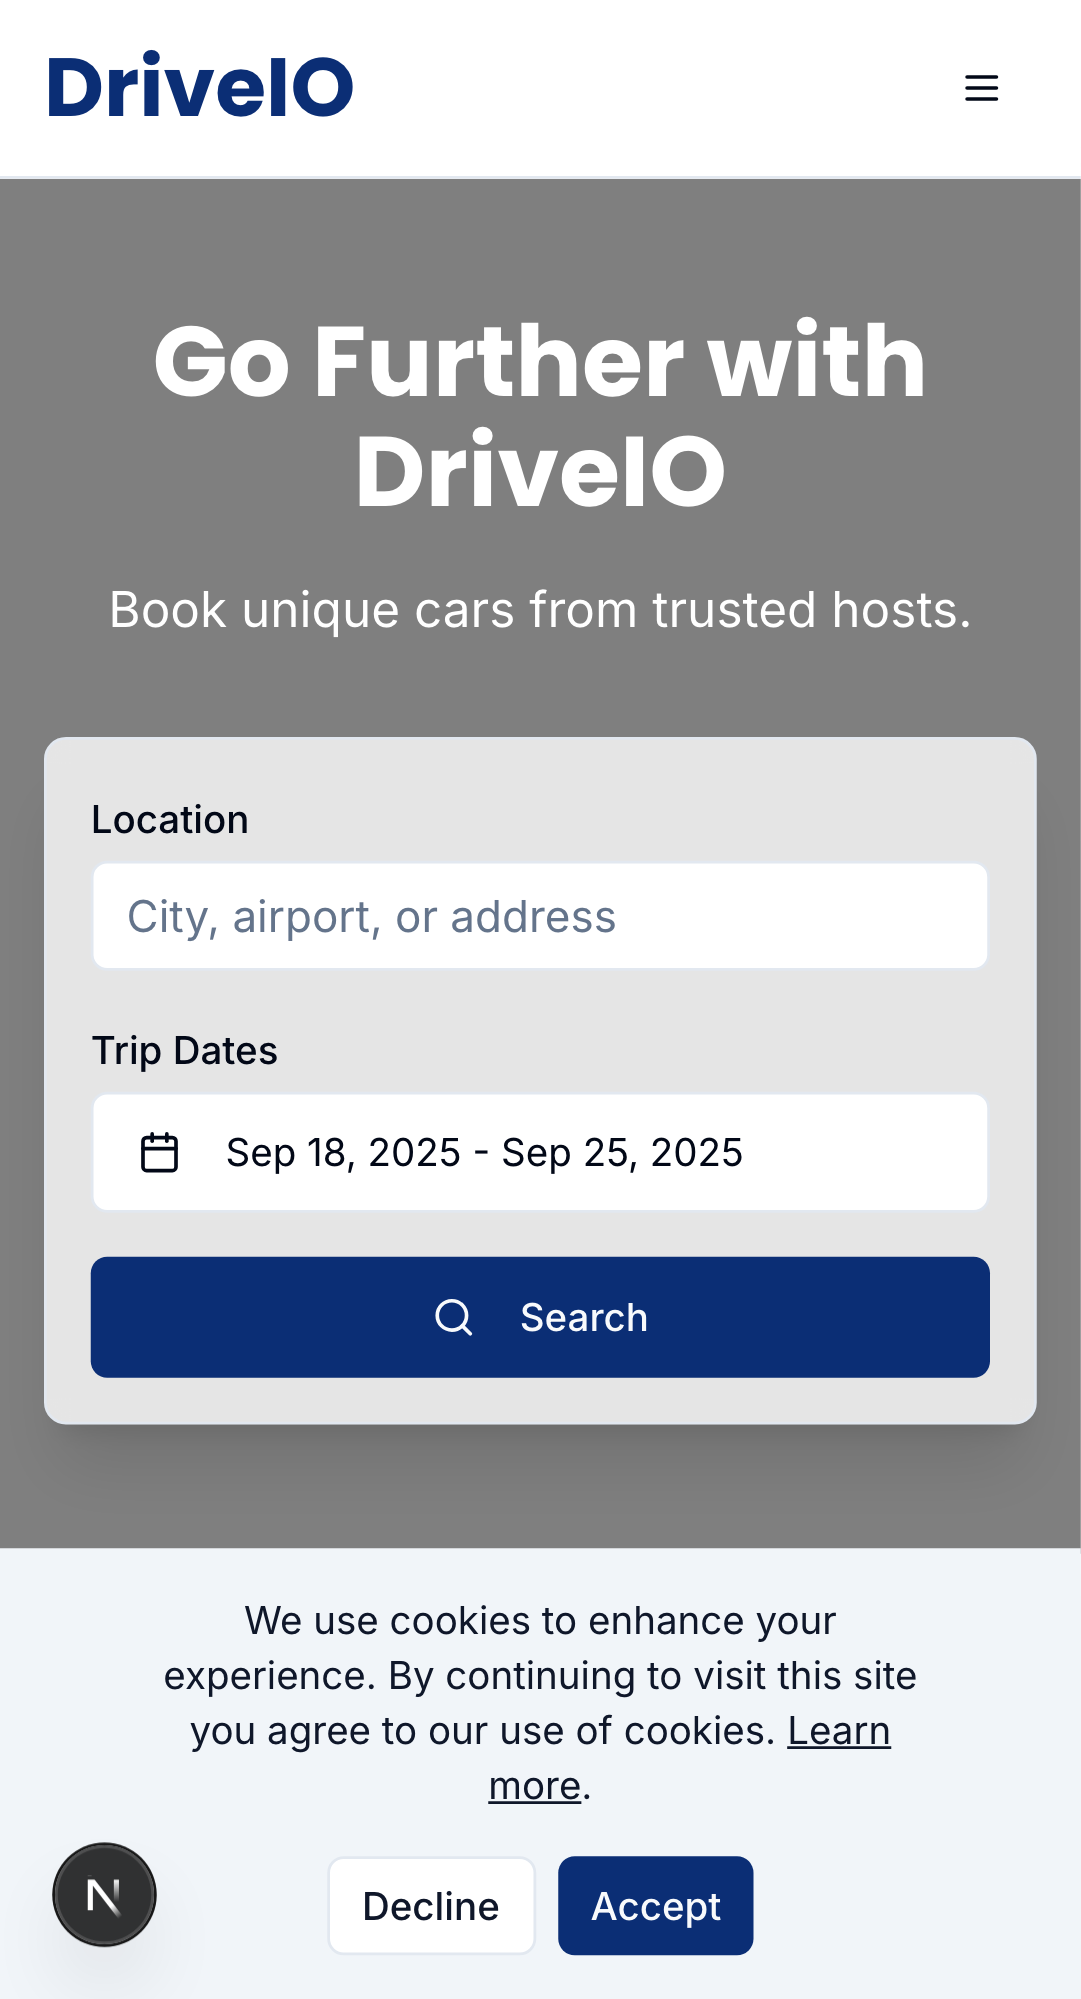 DriveIO
Go Further with
DriveIO
Book unique cars from trusted hosts.
Location
City, airport, or address
Trip Dates
Sep 18, 2025 - Sep 25, 2025
Search
We use cookies to enhance your
experience. By continuing to visit this site
you agree to our use of cookies. Learn
more.
N
Decline
Accept